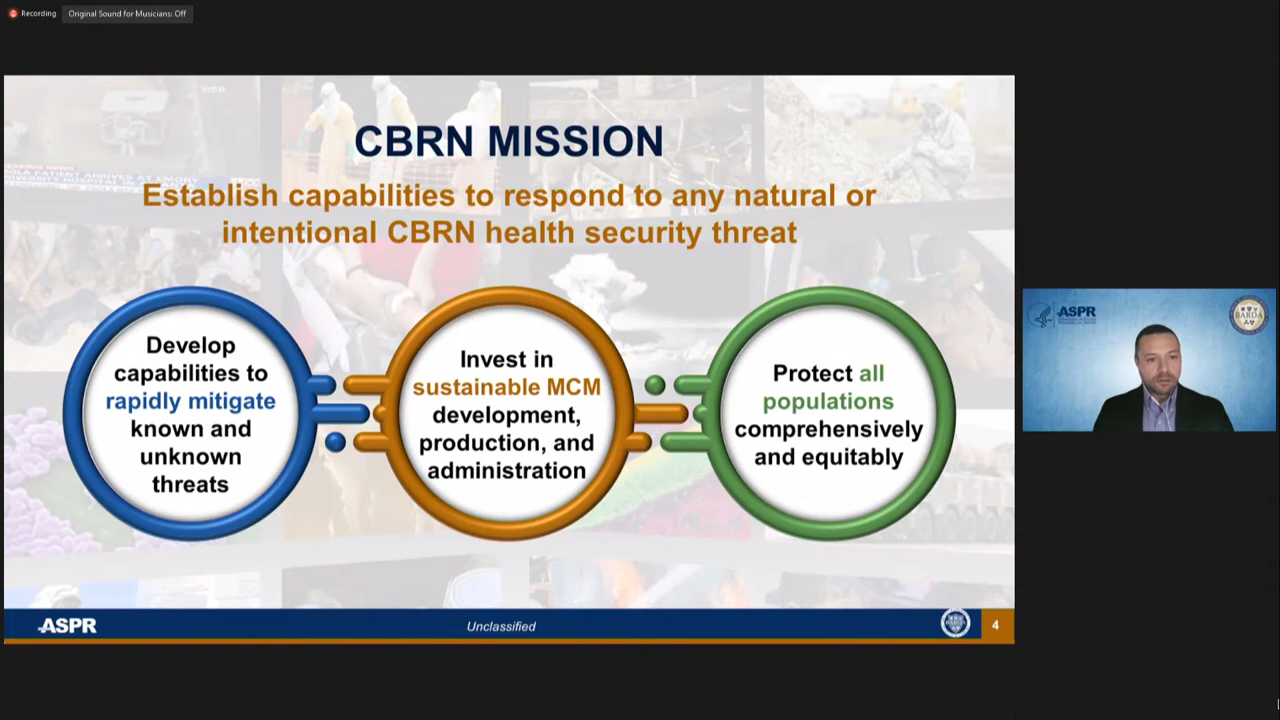 Recording
Original Sound for Musicians: Off
CBRN MISSION
Establish capabilities to respond to any natural or
intentional CBRN health security threat
Develop
capabilities to
rapidly mitigate
known and
unknown
threats
Invest in
sustainable MCM
development,
production, and
administration
Protect all
populations
comprehensively
and equitably
ASPR
BARDA
ASPR
Unclassified
4